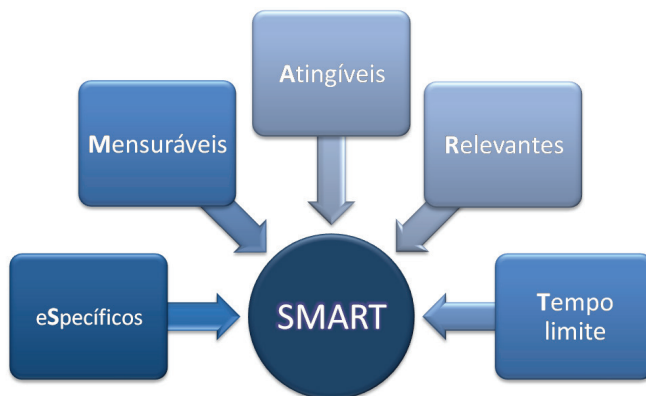 Atingíveis
Mensuráveis
Relevantes
eSpecíficos
SMART
Tempo
limite